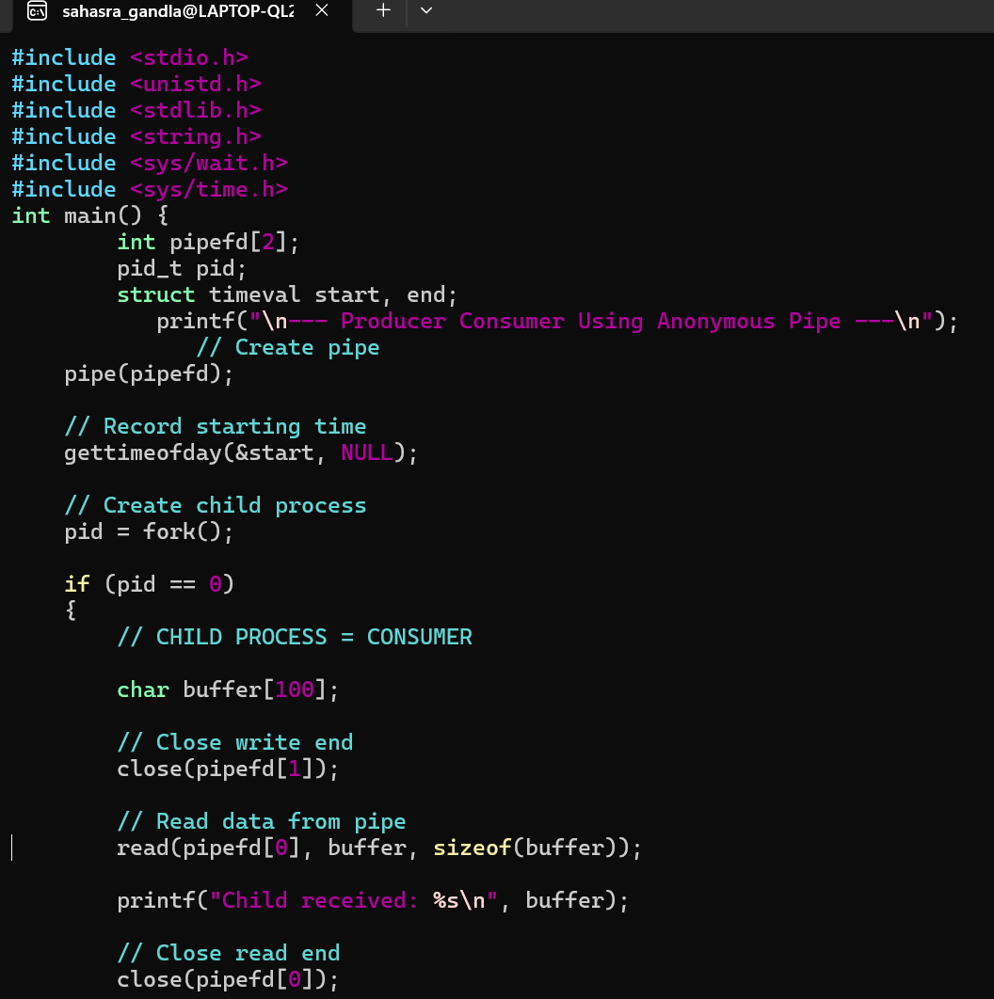 sahasra_gandla@LAPTOP-QL2
#include <stdio.h>
#include <unistd.h>
#include <stdlib.h>
#include <string.h>
#include <sys/wait.h>
#include <sys/time.h>
int main() {
        int pipefd[2];
        pid_t pid;
        struct timeval start, end;
           printf("\n--- Producer Consumer Using Anonymous Pipe ---\n");
              // Create pipe
    pipe(pipefd);

    // Record starting time
    gettimeofday(&start, NULL);

    // Create child process
    pid = fork();

    if (pid == 0)
    {
        // CHILD PROCESS = CONSUMER

        char buffer[100];

        // Close write end
        close(pipefd[1]);

        // Read data from pipe
        read(pipefd[0], buffer, sizeof(buffer));

        printf("Child received: %s\n", buffer);

        // Close read end
        close(pipefd[0]);